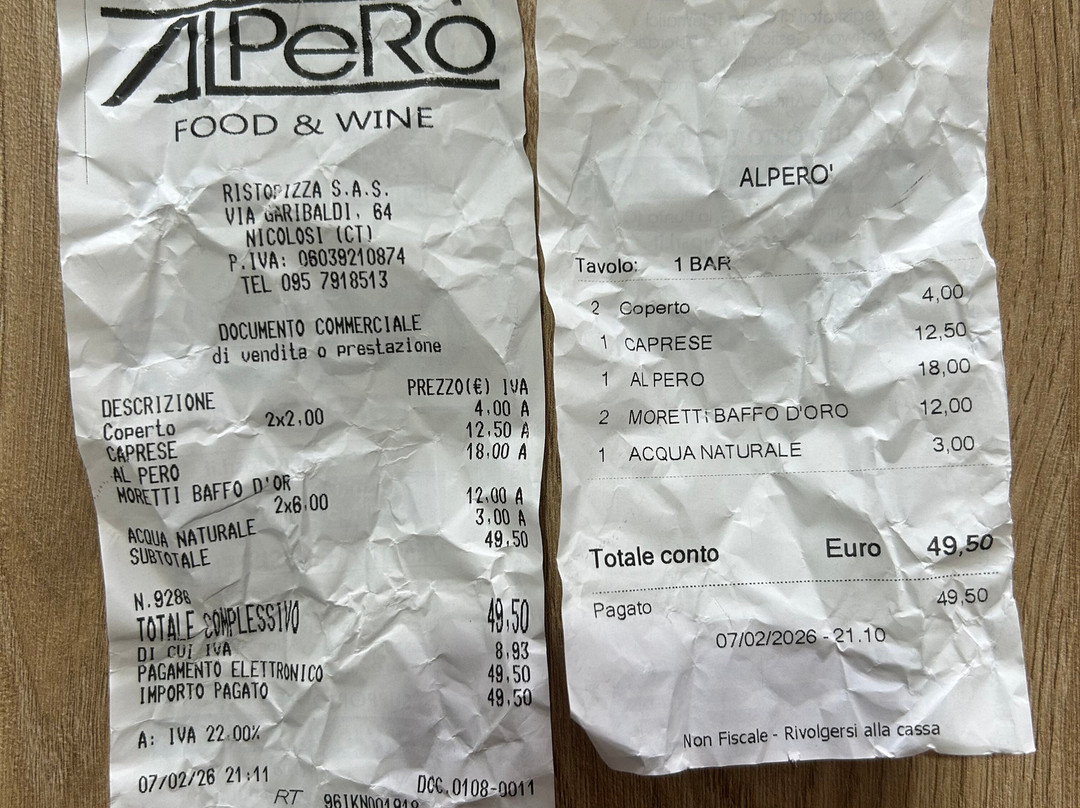 ALPeRò
FOOD & WINE
RISTOPIZZA S.A.S.
VIA GARIBALDI, 64
NICOLOSI (CT)
P.IVA: 06039210874
TEL 095 7918513
DOCUMENTO COMMERCIALE
di vendita o prestazione
DESCRIZIONE PREZZO(€) IVA
Coperto 2x2,00 4,00 A
CAPRESE 12,50 A
AL PERO 18,00 A
MORETTI BAFFO D'OR
2x6,00 12,00 A
ACQUA NATURALE 3,00 A
SUBTOTALE 49,50
N.9286
TOTALE COMPLESSIVO 49,50
DI CUI IVA 8,93
PAGAMENTO ELETTRONICO 49,50
IMPORTO PAGATO 49,50
A: IVA 22.00%
07/02/26 21:11 DOC.0108-0011
RT
ALPERO'
Tavolo: 1 BAR
2 Coperto 4,00
1 CAPRESE 12,50
1 AL PERO 18,00
2 MORETTI BAFFO D'ORO 12,00
1 ACQUA NATURALE 3,00
Totale conto Euro 49,50
Pagato 49,50
07/02/2026 - 21.10
Non Fiscale - Rivolgersi alla cassa